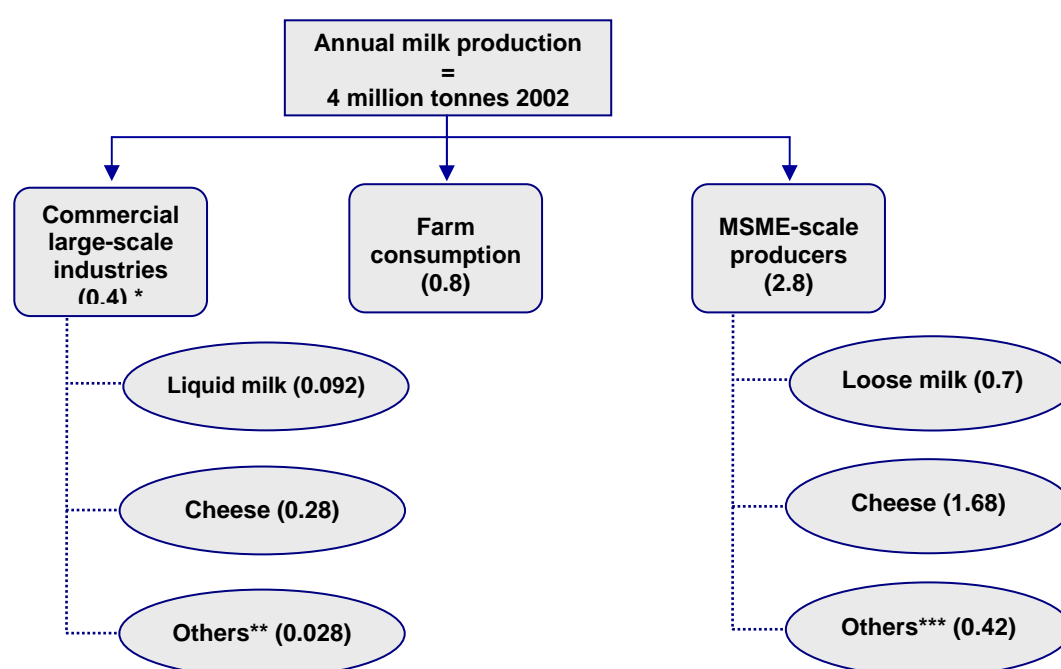 Annual milk production
=
4 million tonnes 2002
Commercial
large-scale
industries
(0.4) *
Farm
consumption
(0.8)
MSME-scale
producers
(2.8)
Liquid milk (0.092)
Cheese (0.28)
Others** (0.028)
Loose milk (0.7)
Cheese (1.68)
Others*** (0.42)